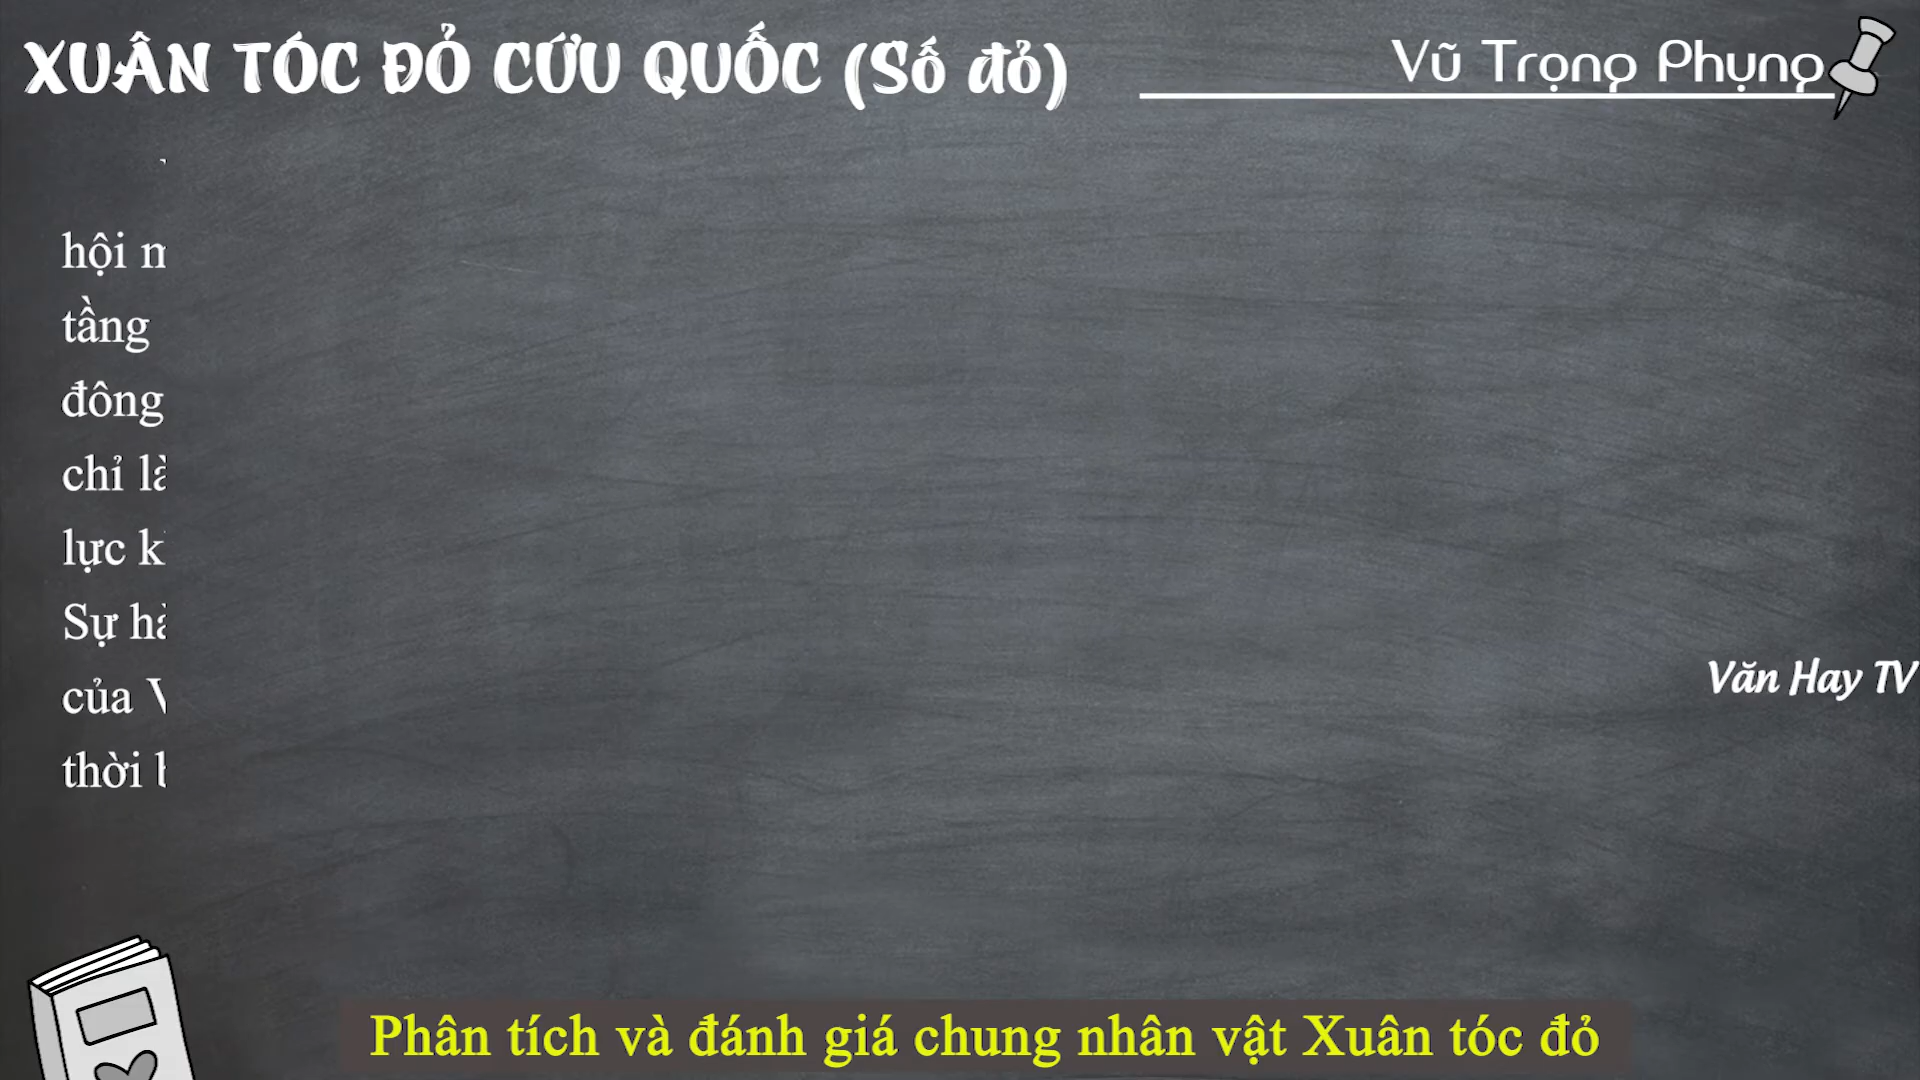 XUÂN TÓC ĐỎ CỨU QUỐC (Số đỏ)
Vũ Trọng Phụng
hội
tầng
đông
chỉ
lực
Sự
của
thời
Văn Hay TV
Phân tích và đánh giá chung nhân vật Xuân tóc đỏ